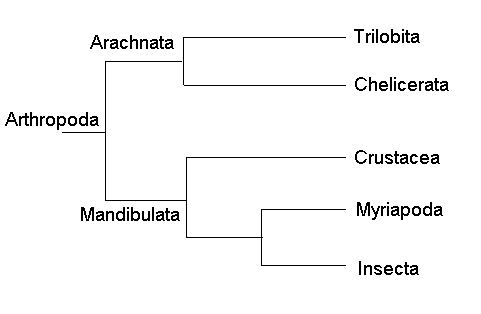 Arachnata
Trilobita
Chelicerata
Arthropoda
Crustacea
Mandibulata
Myriapoda
Insecta